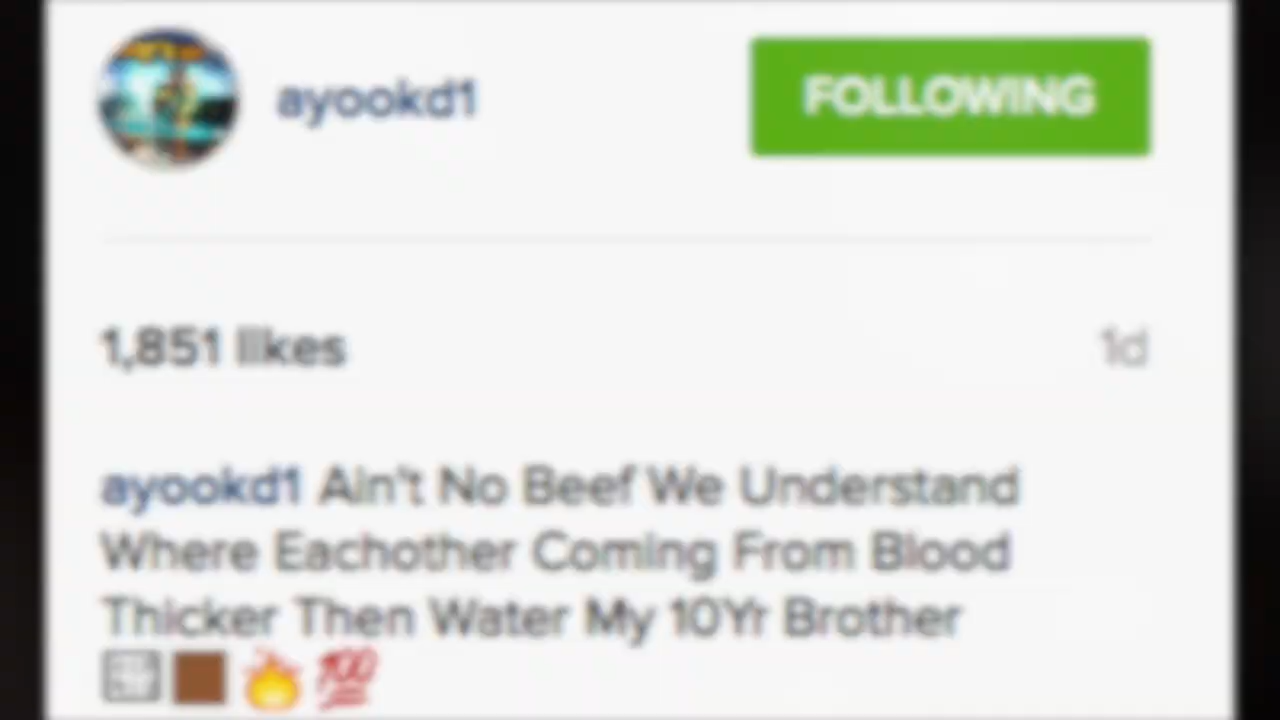 ayookd1
FOLLOWING
1,851 likes
1d
ayookd1 Ain't No Beef We Understand
Where Eachother Coming From Blood
Thicker Then Water My 10Yr Brother
🔥💯